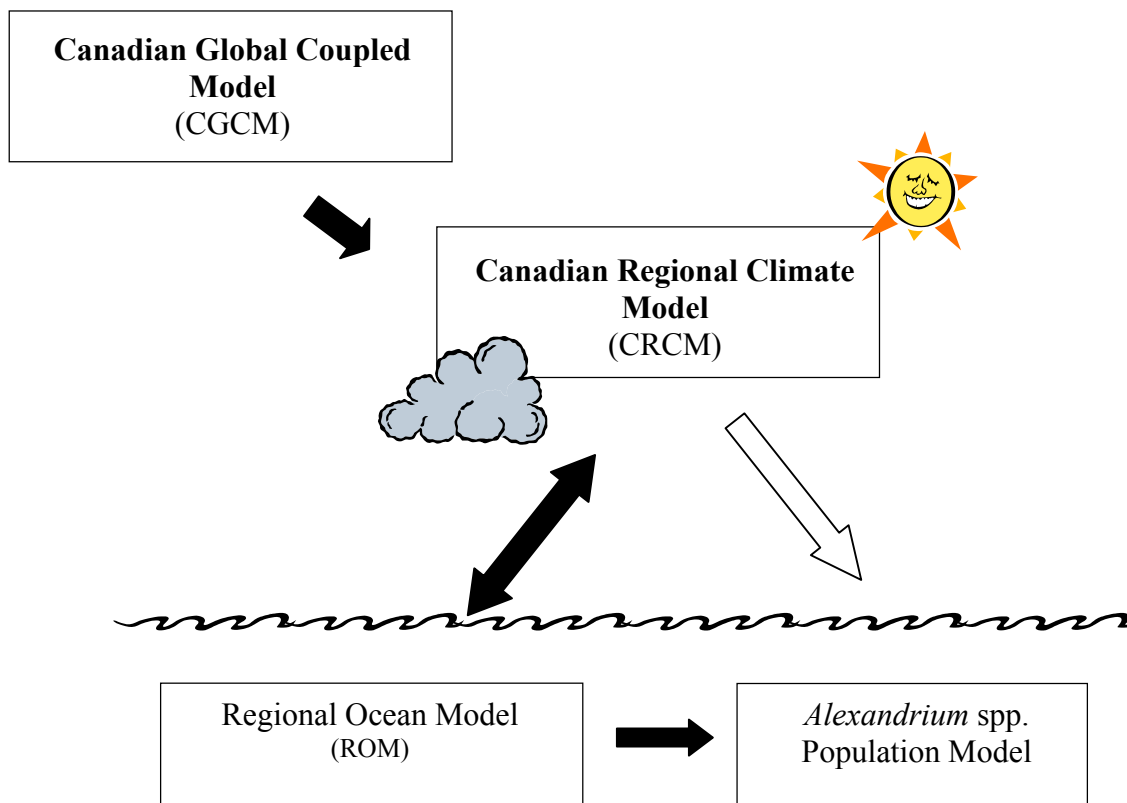 Canadian Global Coupled
Model
(CGCM)
Canadian Regional Climate
Model
(CRCM)
Regional Ocean Model
(ROM)
Alexandrium spp.
Population Model